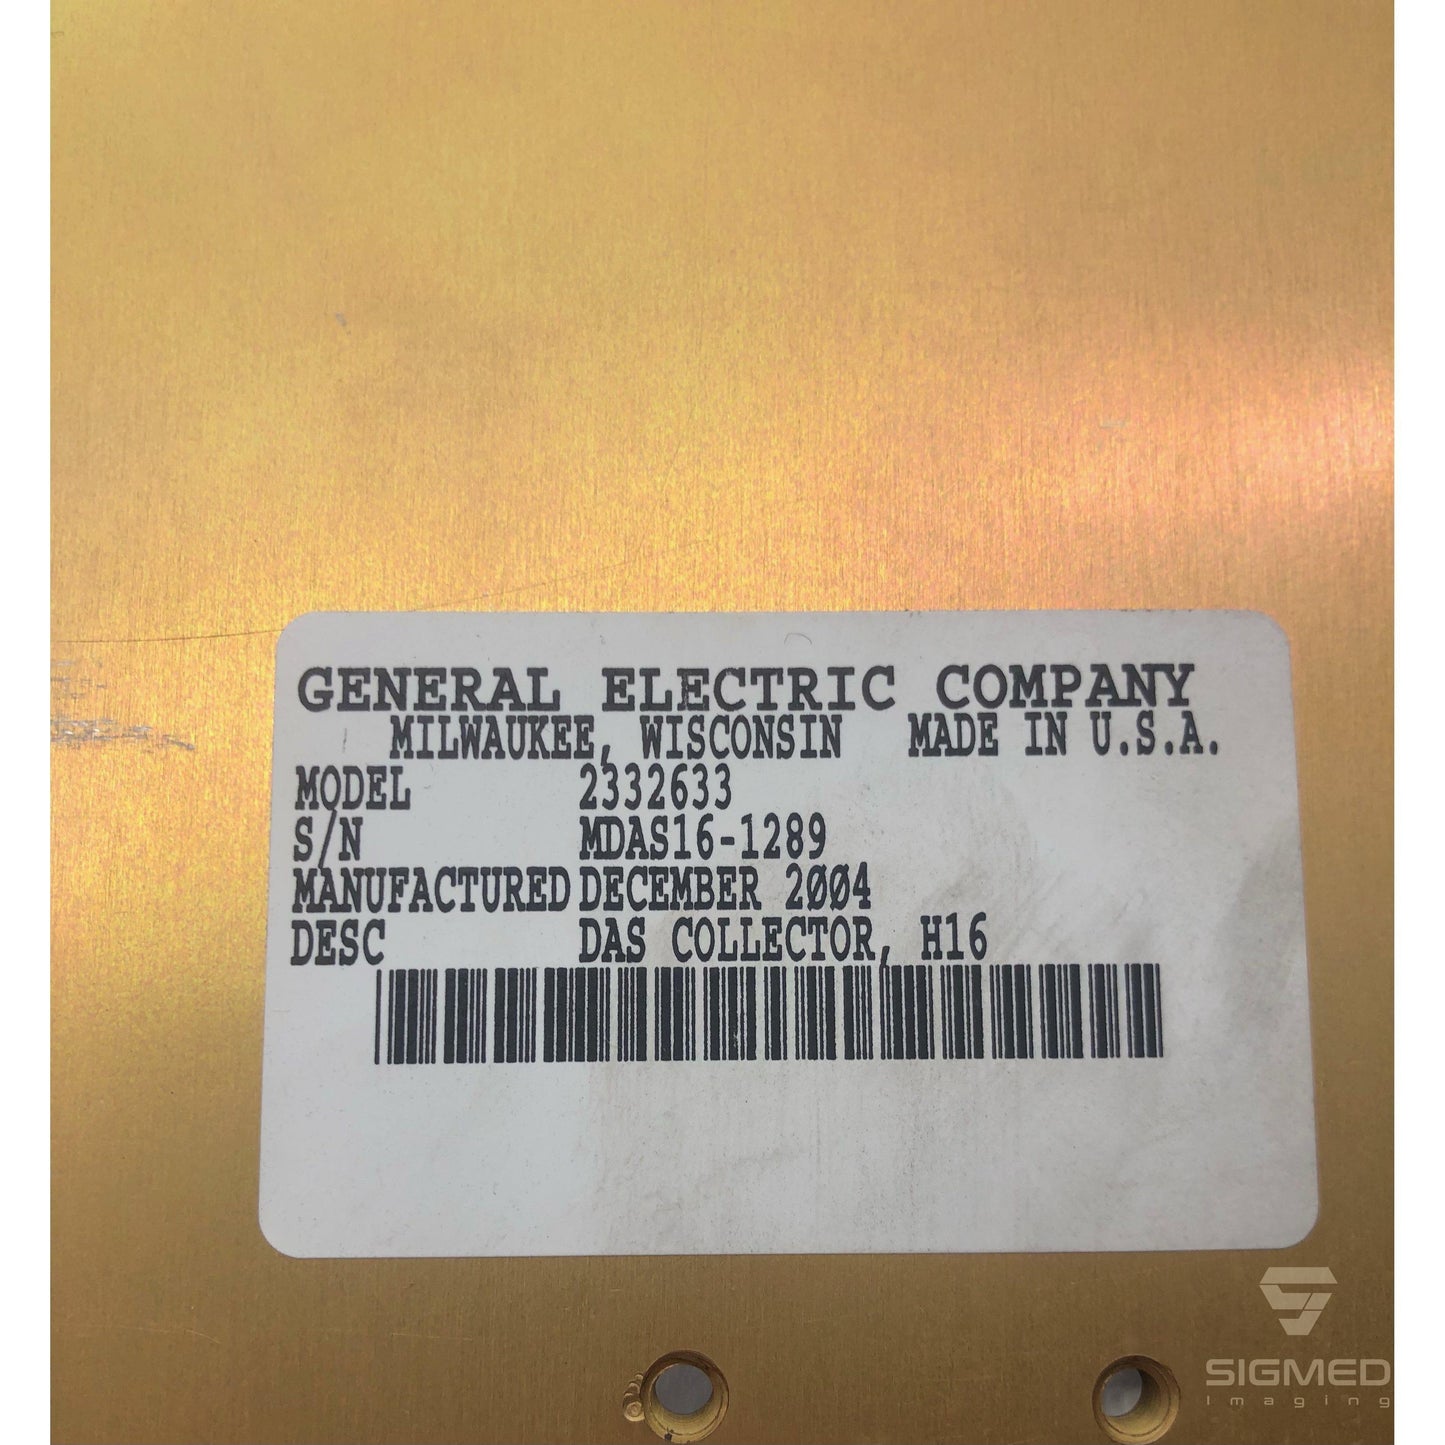 GENERAL ELECTRIC COMPANY
MILWAUKEE, WISCONSIN MADE IN U.S.A.
MODEL 2332633
S/N MDAS16-1289
MANUFACTURED DECEMBER 2004
DESC DAS COLLECTOR, H16
SIGMED
Imaging